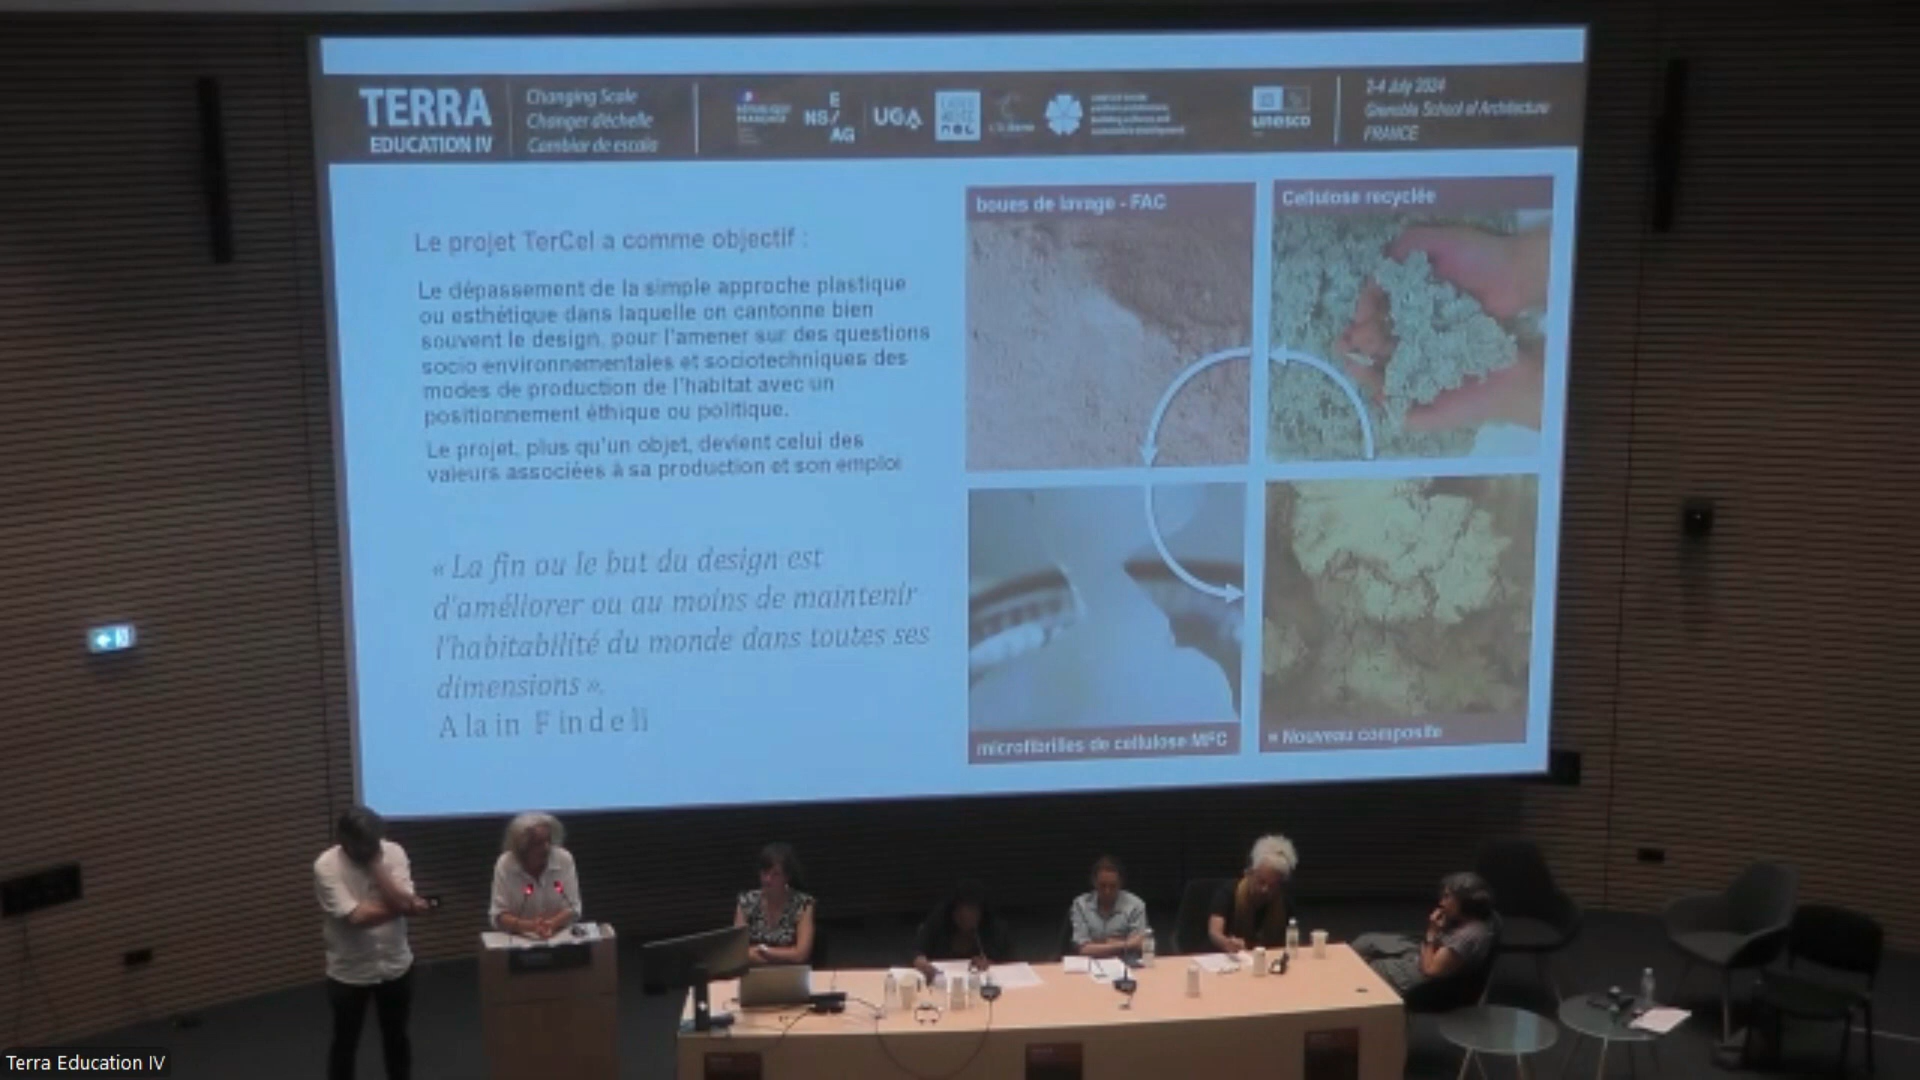 TERRA
EDUCATION IV
Changing Scale
Changer d'échelle
Cambiar de escala
RÉPUBLIQUE
FRANÇAISE
E
NS/
AG
UGA
unesco
2-4 July 2024
Grenoble School of Architecture
FRANCE
Le projet TerCel a comme objectif :
Le dépassement de la simple approche plastique
ou esthétique dans laquelle on cantonne bien
souvent le design, pour l'amener sur des questions
socio environnementales et sociotechniques des
modes de production de l'habitat avec un
positionnement éthique ou politique.
Le projet, plus qu'un objet, devient celui des
valeurs associées à sa production et son emploi
« La fin ou le but du design est
d'améliorer ou au moins de maintenir
l'habitabilité du monde dans toutes ses
dimensions ».
Alain Findeli
boues de lavage - FAC
Cellulose recyclée
microfibrilles de cellulose MFC
= Nouveau composite
Terra Education IV